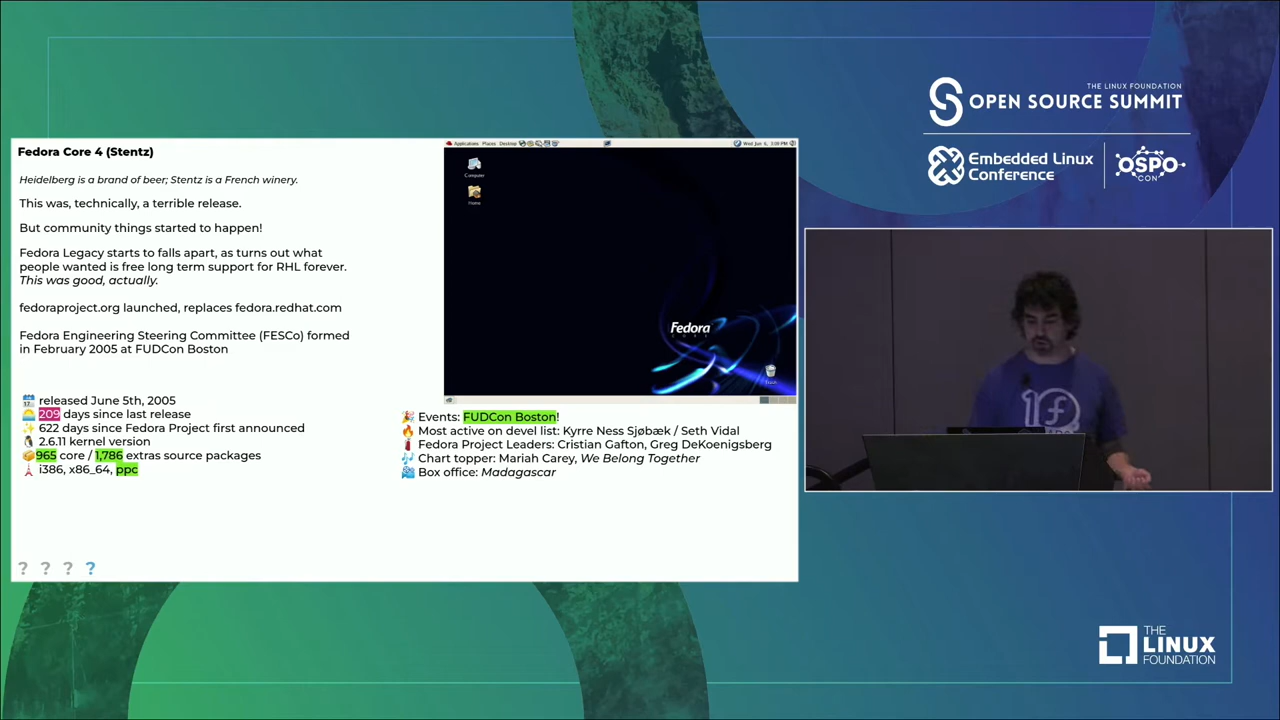 THE LINUX FOUNDATION
OPEN SOURCE SUMMIT
Embedded Linux
Conference
OSPO
CON
Fedora Core 4 (Stentz)
Heidelberg is a brand of beer; Stentz is a French winery.
This was, technically, a terrible release.
But community things started to happen!
Fedora Legacy starts to falls apart, as turns out what
people wanted is free long term support for RHL forever.
This was good, actually.
fedoraproject.org launched, replaces fedora.redhat.com
Fedora Engineering Steering Committee (FESCo) formed
in February 2005 at FUDCon Boston
released June 5th, 2005
209 days since last release
622 days since Fedora Project first announced
2.6.11 kernel version
965 core / 1,786 extras source packages
i386, x86_64, ppc
? ? ? ?
Applications Places Desktop
Computer
Home
Fedora
CORE
Trash
Events: FUDCon Boston!
Most active on devel list: Kyrre Ness Sjøbæk / Seth Vidal
Fedora Project Leaders: Cristian Gafton, Greg DeKoenigsberg
Chart topper: Mariah Carey, We Belong Together
Box office: Madagascar
THE
LINUX
FOUNDATION